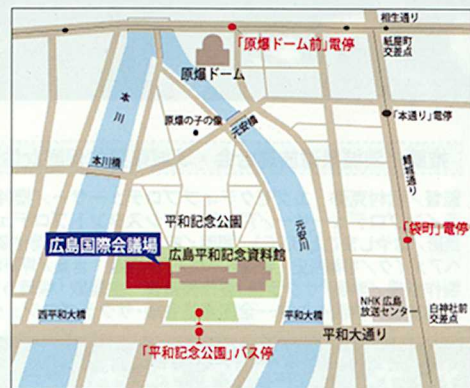 相生通り
「原爆ドーム前」電停
紙屋町
交差点
原爆ドーム
本川
原爆の子の像
元安橋
「本通り」電停
本川橋
鯉城通り
平和記念公園
元安川
「袋町」電停
広島国際会議場
広島平和記念資料館
NHK 広島
放送センター
白神社前
交差点
西平和大橋
平和大橋
平和大通り
「平和記念公園」バス停